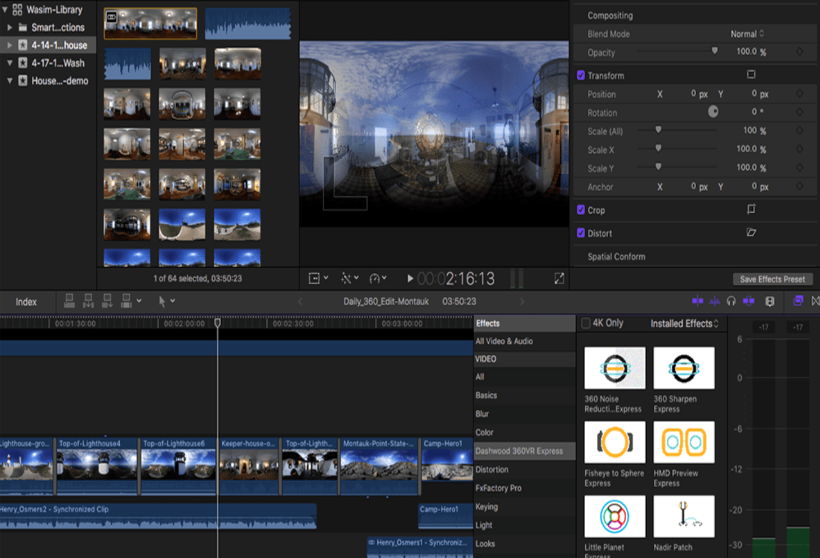 Wasim-Library
Smart...ctions
4-14-1...house
4-17-1...Wash
House...-demo
1 of 64 selected, 03:50:23
00:00:2:16:13
Compositing
Blend Mode Normal
Opacity 100.0 %
Transform
Position X 0 px Y 0 px
Rotation 0 °
Scale (All) 100 %
Scale X 100.0 %
Scale Y 100.0 %
Anchor X 0 px Y 0 px
Crop
Distort
Spatial Conform
Save Effects Preset
Index
Daily_360_Edit-Montauk 03:50:23
00:01:30:00
00:02:00:00
00:02:30:00
00:03:00:00
Lighthouse-gro...
Top-of-Lighthouse4
Top-of-Lighthouse6
Keeper-house-o...
Top-of-Lighth...
Montauk-Point-State-...
Camp-Hero1
Henry_Osmers2 - Synchronized Clip
Camp-Hero1
Henry_Osmers1 - Synchroniz...
Effects
All Video & Audio
VIDEO
All
Basics
Blur
Color
Dashwood 360VR Express
Distortion
FxFactory Pro
Keying
Light
Looks
4K Only Installed Effects
360 Noise
Reducti...Express
360 Sharpen
Express
Fisheye to Sphere
Express
HMD Preview
Express
Little Planet
Express
Nadir Patch
-17 -17
6
0
-6
-12
-20
-30